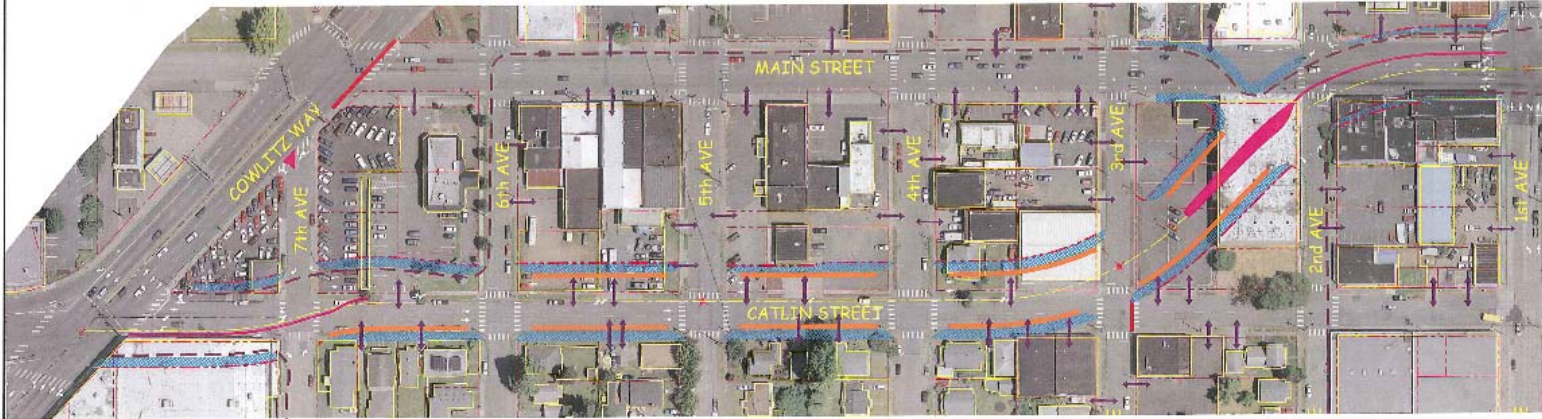 MAIN STREET
COWLITZ WAY
7th AVE
6th AVE
5th AVE
4th AVE
3rd AVE
2nd AVE
1st AVE
CATLIN STREET
E
E
E